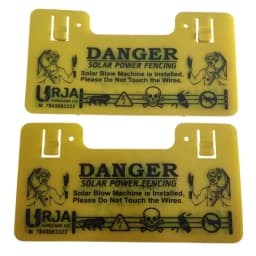 DANGER
SOLAR POWER FENCING
Solar Blow Machine is Installed,
Please Do Not Touch the Wires.
URJA
DANGER
SOLAR POWER FENCING
Solar Blow Machine is Installed,
Please Do Not Touch the Wires.
URJA